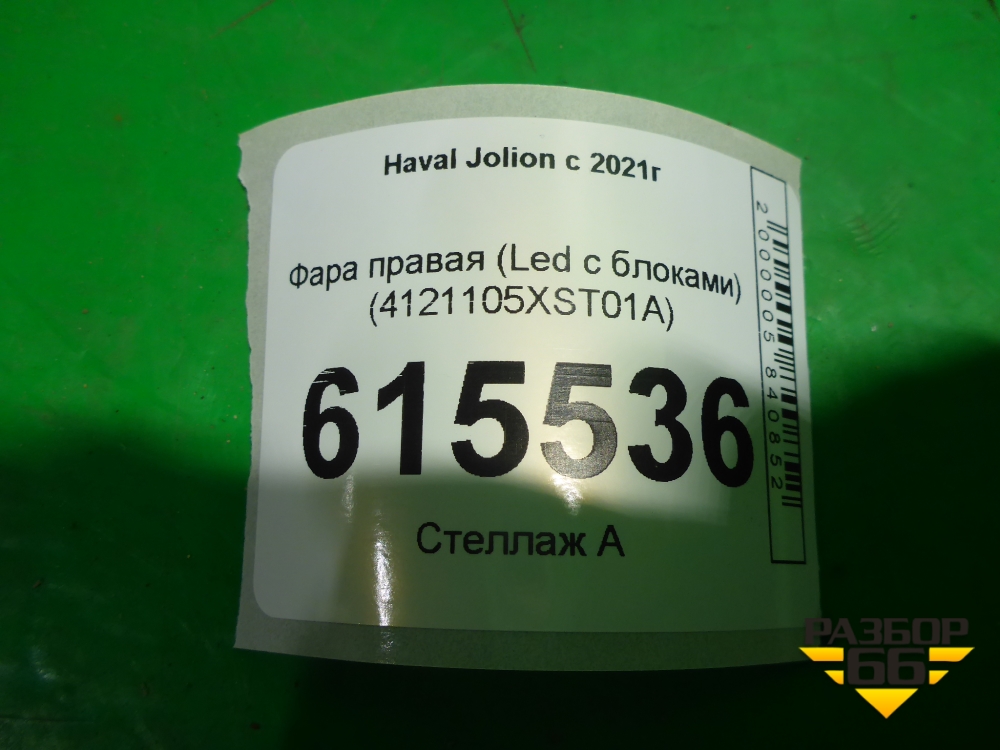 Haval Jolion с 2021г
Фара правая (Led с блоками)
(4121105XST01A)
615536
Стеллаж А
2000005840852
РАЗБОР
66